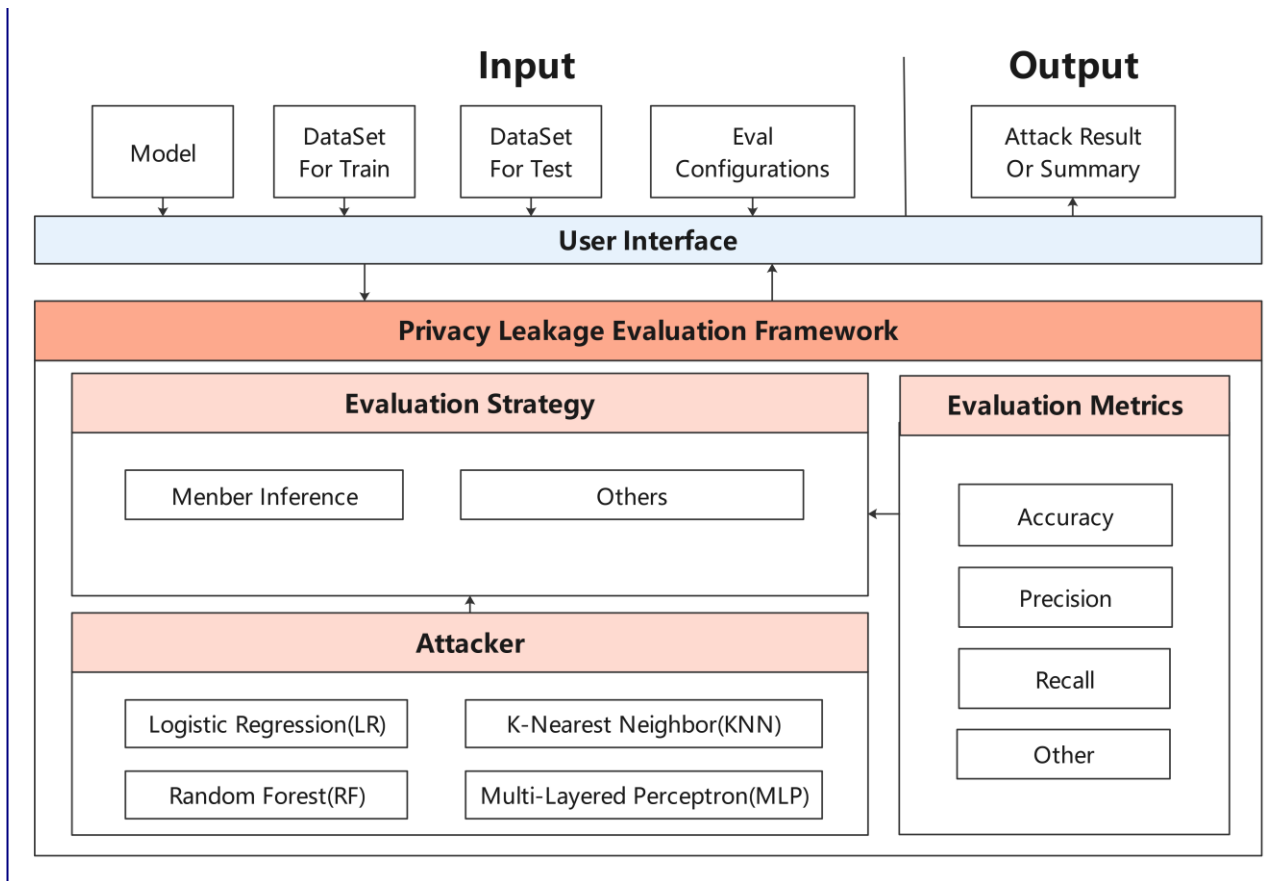 Input
Output
Model
DataSet
For Train
DataSet
For Test
Eval
Configurations
Attack Result
Or Summary
User Interface
Privacy Leakage Evaluation Framework
Evaluation Strategy
Menber Inference
Others
Evaluation Metrics
Accuracy
Precision
Recall
Other
Attacker
Logistic Regression(LR)
K-Nearest Neighbor(KNN)
Random Forest(RF)
Multi-Layered Perceptron(MLP)